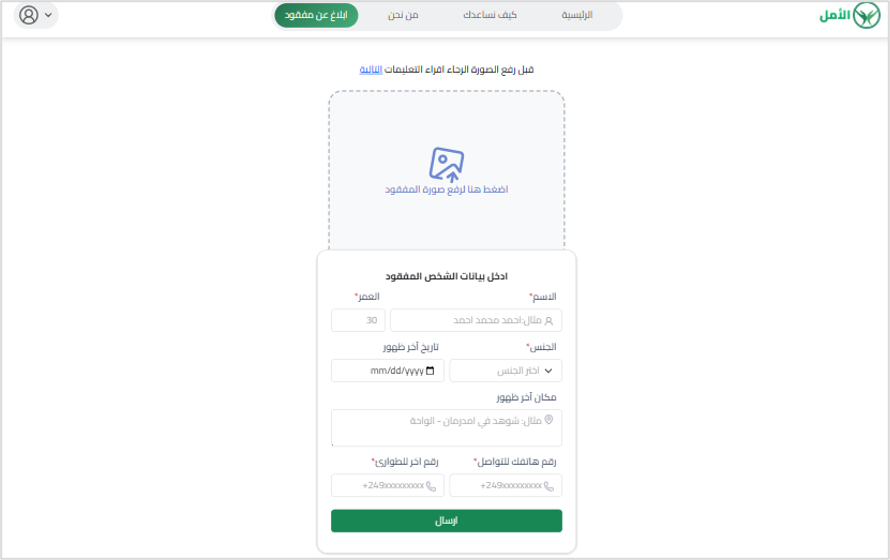 الأمل
الرئيسية
كيف نساعدك
من نحن
ابلاغ عن مفقود
قبل رفع الصورة الرجاء اقراء التعليمات التالية
اضغط هنا لرفع صورة المفقود
ادخل بيانات الشخص المفقود
الاسم* العمر*
مثال:احمد محمد احمد 30
الجنس* تاريخ آخر ظهور
اختر الجنس mm/dd/yyyy
مكان آخر ظهور
مثال: شوهد في امدرمان - الواحة
رقم هاتفك للتواصل* رقم اخر للطوارئ*
+249xxxxxxxxx +249xxxxxxxxx
ارسال